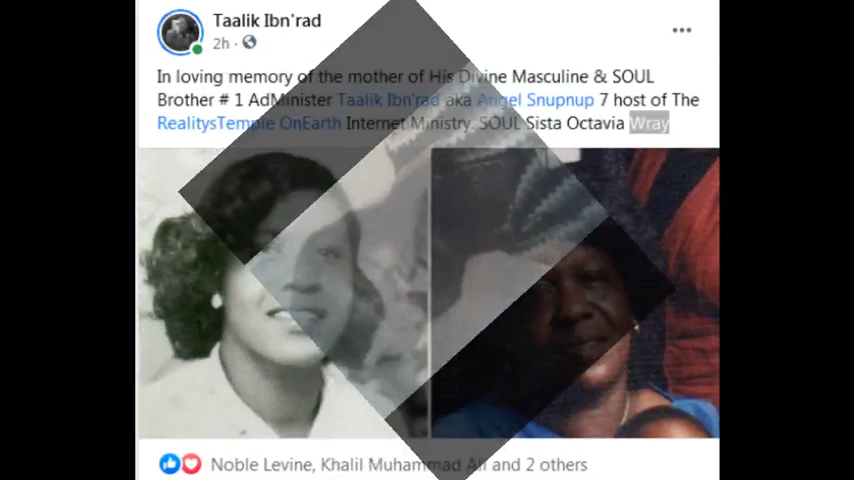 Taalik Ibn'rad
2h ·
In loving memory of the mother of His Divine Masculine & SOUL
Brother # 1 AdMinister Taalik Ibn'rad aka Angel Snupnup 7 host of The
RealitysTemple OnEarth Internet Ministry. SOUL Sista Octavia Wray
Noble Levine, Khalil Muhammad Ali and 2 others